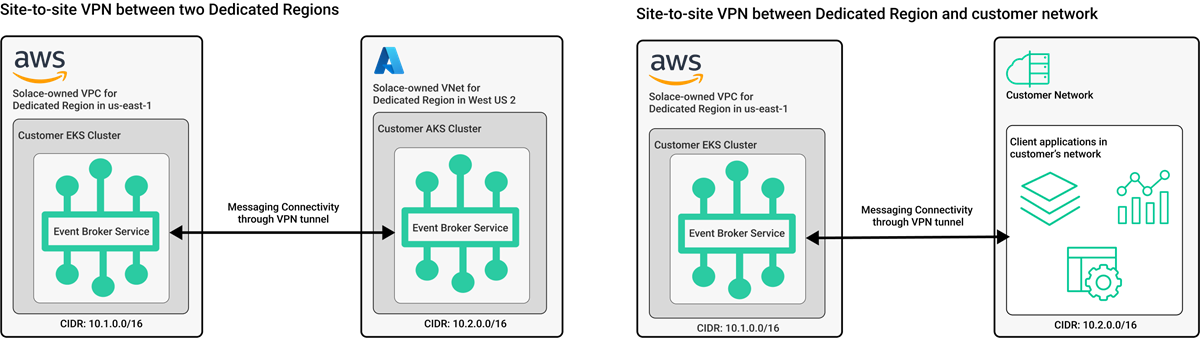 Site-to-site VPN between two Dedicated Regions
aws
Solace-owned VPC for
Dedicated Region in us-east-1
Customer EKS Cluster
Event Broker Service
CIDR: 10.1.0.0/16
Messaging Connectivity
through VPN tunnel
Solace-owned VNet for
Dedicated Region in West US 2
Customer AKS Cluster
Event Broker Service
CIDR: 10.2.0.0/16
Site-to-site VPN between Dedicated Region and customer network
aws
Solace-owned VPC for
Dedicated Region in us-east-1
Customer EKS Cluster
Event Broker Service
CIDR: 10.1.0.0/16
Messaging Connectivity
through VPN tunnel
Customer Network
Client applications in
customer's network
CIDR: 10.2.0.0/16